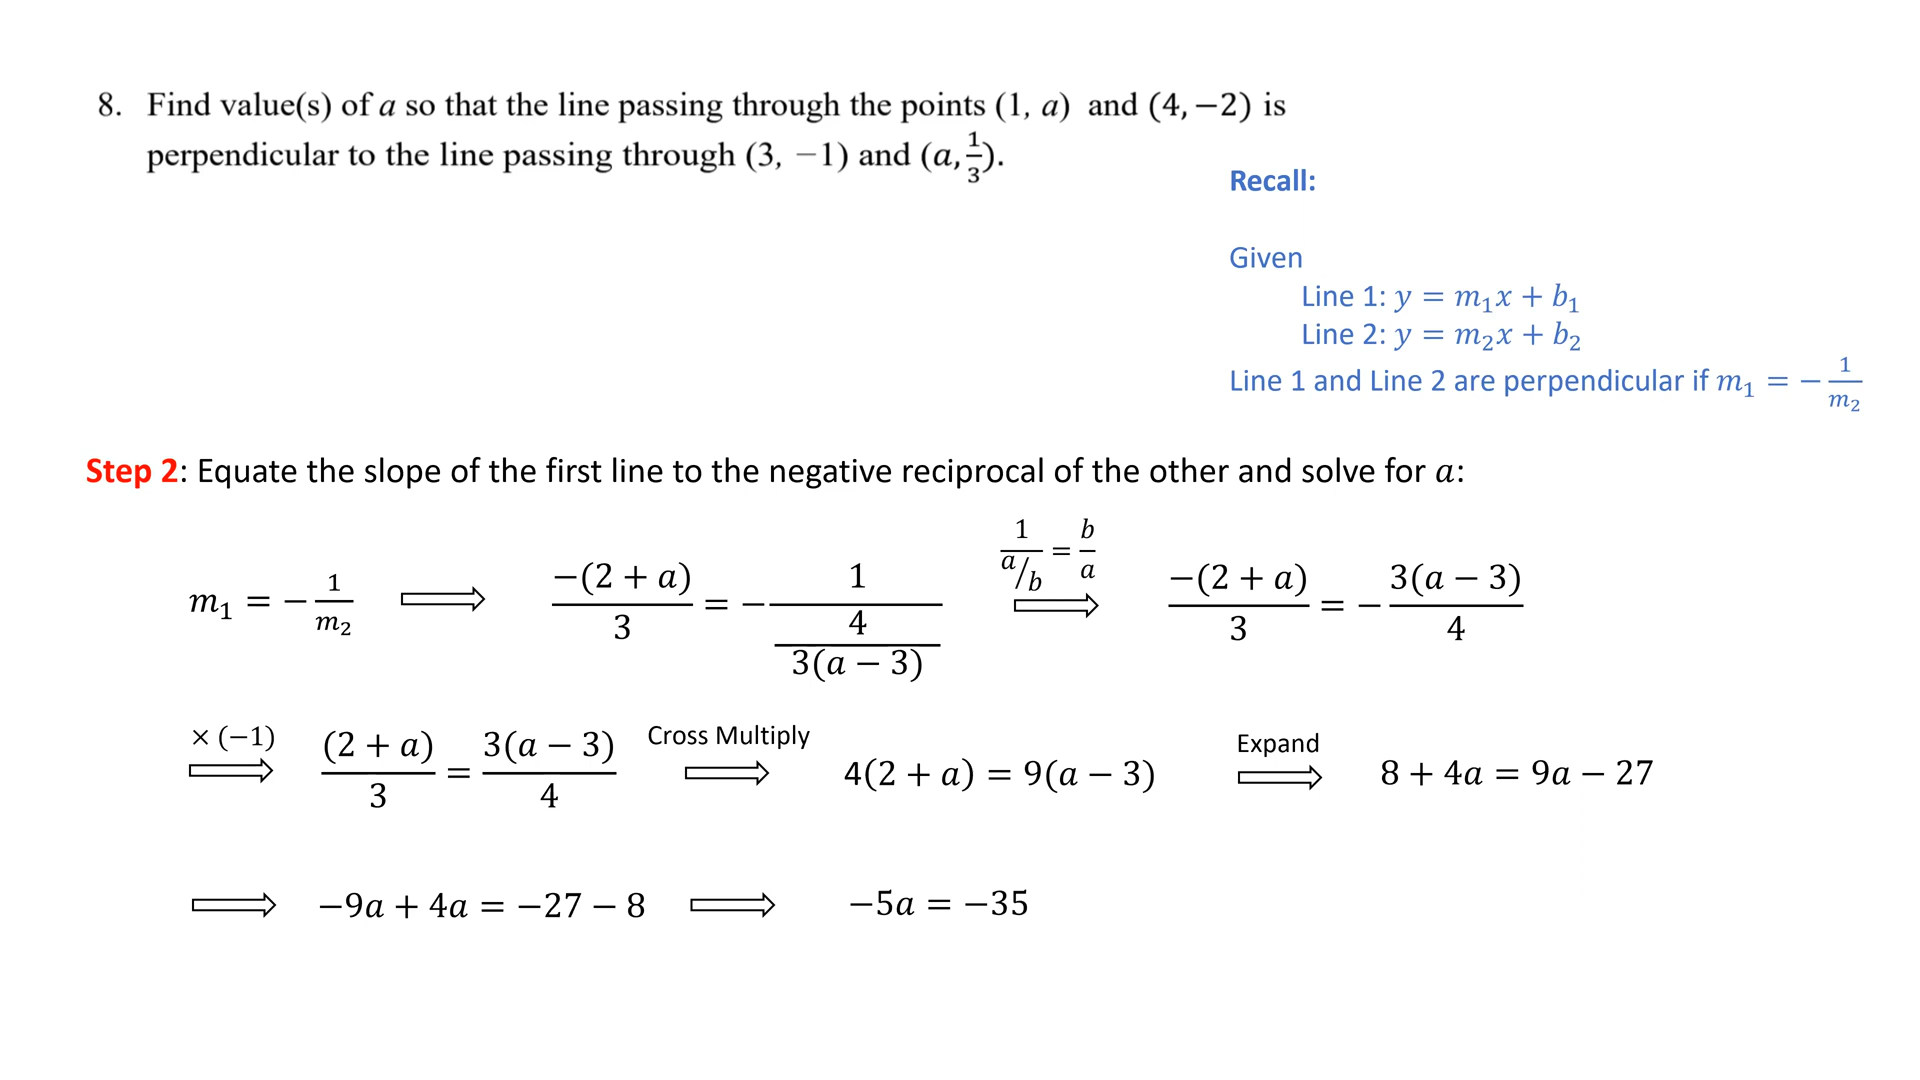 8. Find value(s) of a so that the line passing through the points (1, a) and (4, −2) is
perpendicular to the line passing through (3, −1) and (a, 1/3).
Recall:
Given
Line 1: y = m₁x + b₁
Line 2: y = m₂x + b₂
Line 1 and Line 2 are perpendicular if m₁ = − 1/m₂
Step 2: Equate the slope of the first line to the negative reciprocal of the other and solve for a:
m₁ = − 1/m₂ ⟹ −(2 + a)/3 = − 1/(4/(3(a − 3))) 1/(a/b) = b/a ⟹ −(2 + a)/3 = − 3(a − 3)/4
× (−1) ⟹ (2 + a)/3 = 3(a − 3)/4 Cross Multiply ⟹ 4(2 + a) = 9(a − 3) Expand ⟹ 8 + 4a = 9a − 27
⟹ −9a + 4a = −27 − 8 ⟹ −5a = −35